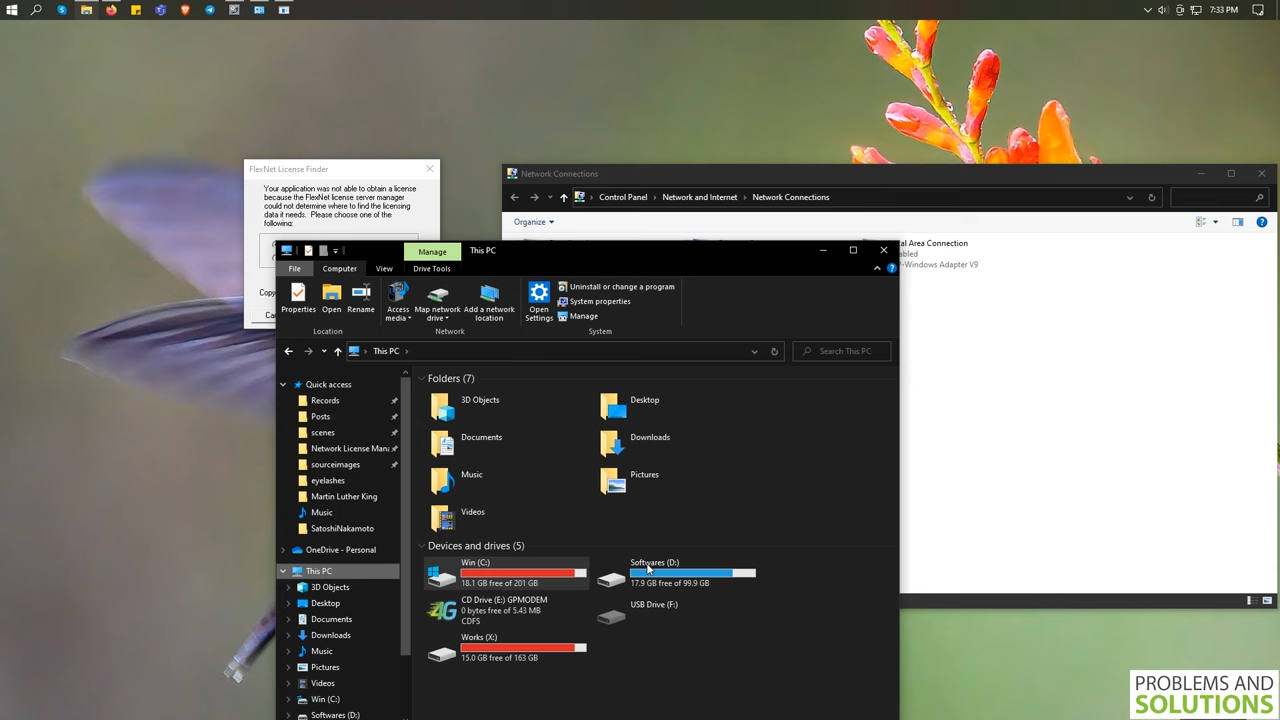 7:33 PM
FlexNet License Finder
Your application was not able to obtain a license
because the FlexNet license server manager
could not determine where to find the licensing
data it needs. Please choose one of the
following:
Network Connections
Control Panel
Network and Internet
Network Connections
Organize
abled
Windows Adapter V9
Manage
This PC
File
Computer
View
Drive Tools
Properties
Open
Rename
Access
media
Map network
drive
Add a network
location
Open
Settings
Uninstall or change a program
System properties
Manage
Location
Network
System
This PC
Search This PC
Quick access
Records
Posts
scenes
Network License Mana
sourceimages
eyelashes
Martin Luther King
Music
SatoshiNakamoto
OneDrive - Personal
This PC
3D Objects
Desktop
Documents
Downloads
Music
Pictures
Videos
Win (C:)
Softwares (D:)
Folders (7)
3D Objects
Desktop
Documents
Downloads
Music
Pictures
Videos
Devices and drives (5)
Win (C:)
18.1 GB free of 201 GB
Softwares (D:)
17.9 GB free of 99.9 GB
4G
CD Drive (E:) GPMODEM
0 bytes free of 5.43 MB
CDFS
USB Drive (F:)
Works (X:)
15.0 GB free of 163 GB
al Area Connection
PROBLEMS AND
SOLUTIONS